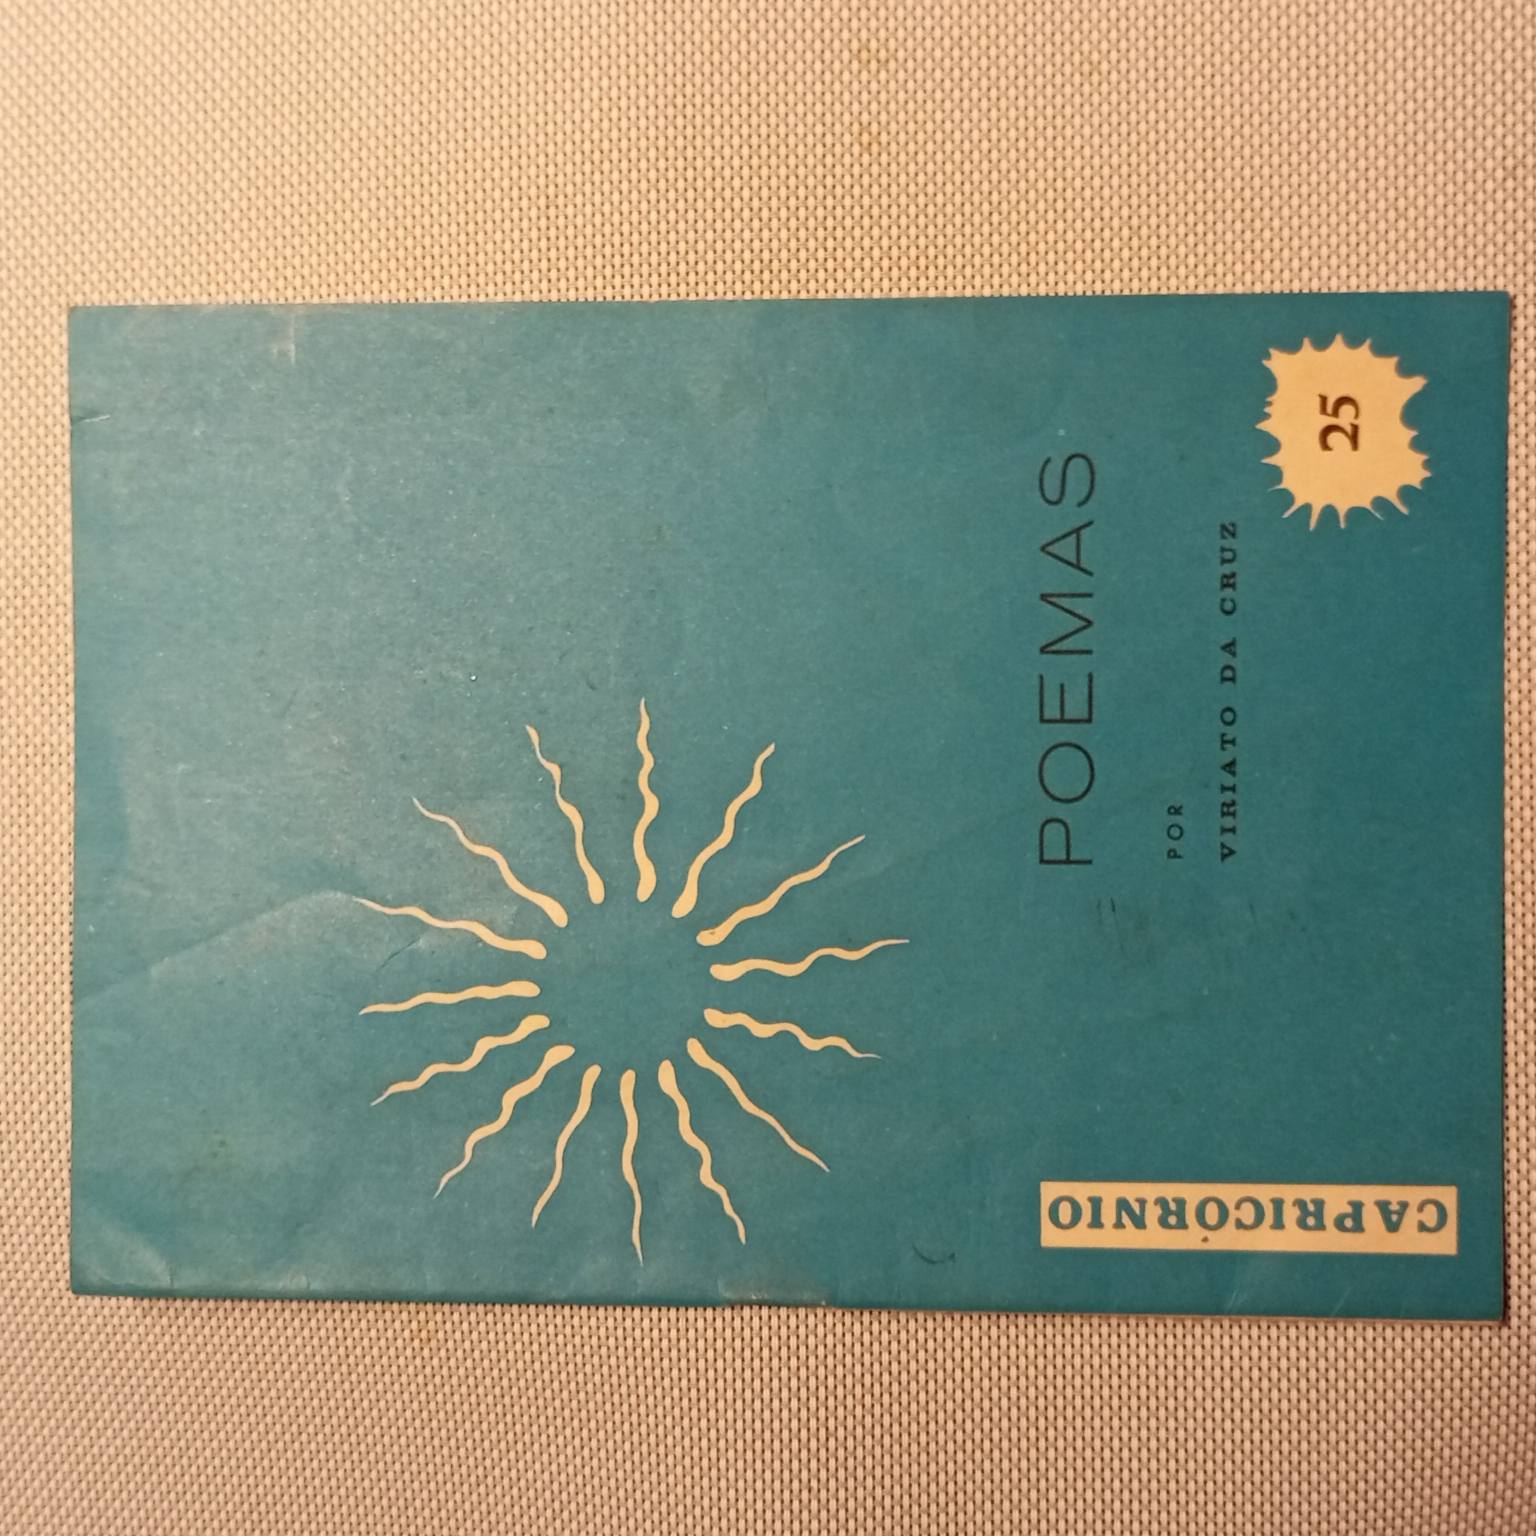 POEMAS
POR
VIRIATO DA CRUZ
25
CAPRICÓRNIO